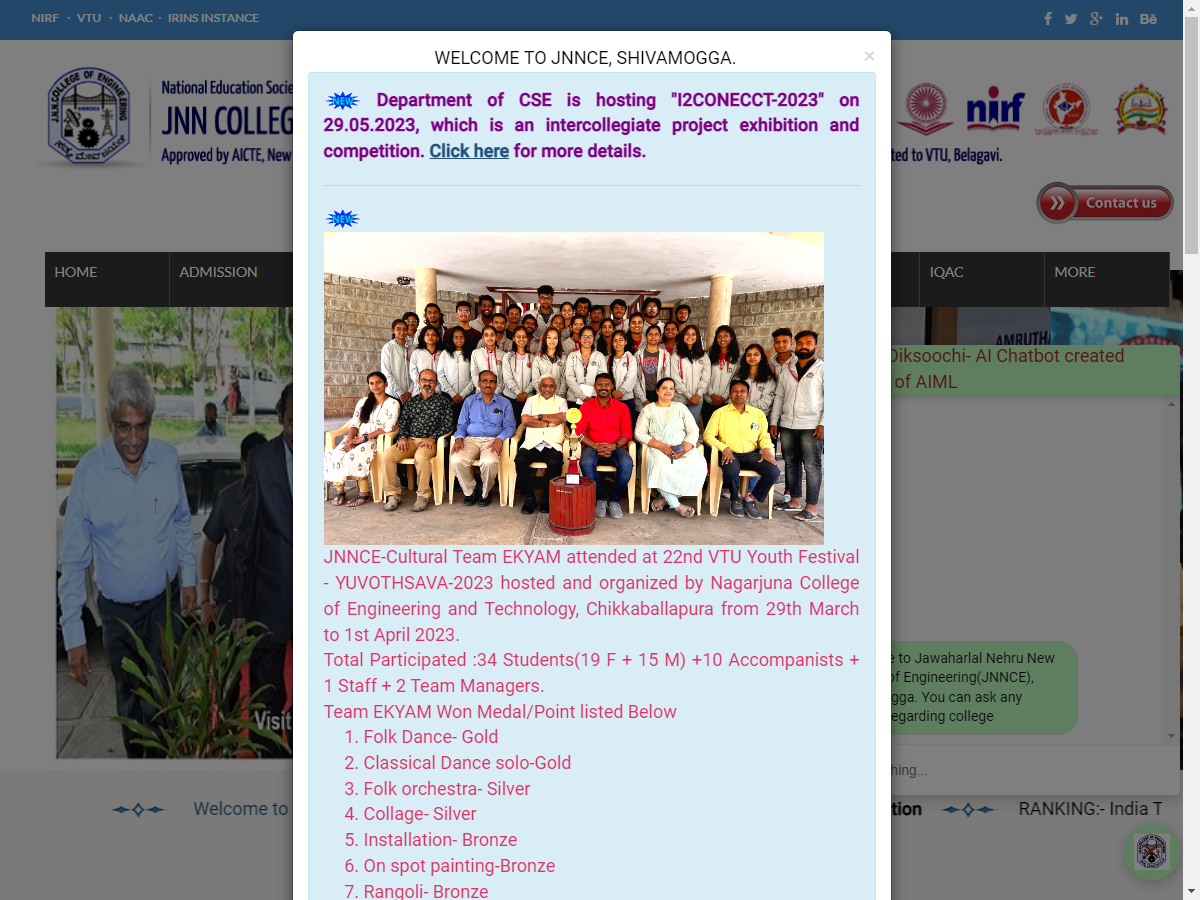 NIRF · VTU · NAAC · IRINS INSTANCE
WELCOME TO JNNCE, SHIVAMOGGA.
×
NEW Department of CSE is hosting "I2CONECCT-2023" on
29.05.2023, which is an intercollegiate project exhibition and
competition. Click here for more details.
NEW
JNNCE-Cultural Team EKYAM attended at 22nd VTU Youth Festival
- YUVOTHSAVA-2023 hosted and organized by Nagarjuna College
of Engineering and Technology, Chikkaballapura from 29th March
to 1st April 2023.
Total Participated :34 Students(19 F + 15 M) +10 Accompanists +
1 Staff + 2 Team Managers.
Team EKYAM Won Medal/Point listed Below
1. Folk Dance- Gold
2. Classical Dance solo-Gold
3. Folk orchestra- Silver
4. Collage- Silver
5. Installation- Bronze
6. On spot painting-Bronze
7. Rangoli- Bronze
National Education Socie
JNN COLLEG
Approved by AICTE, New
ted to VTU, Belagavi.
nirf
Contact us
HOME
ADMISSION
IQAC
MORE
AMRUTH
Diksoochi- AI Chatbot created
of AIML
e to Jawaharlal Nehru New
of Engineering(JNNCE),
gga. You can ask any
egarding college
hing...
Visit
Welcome to
tion
RANKING:- India T